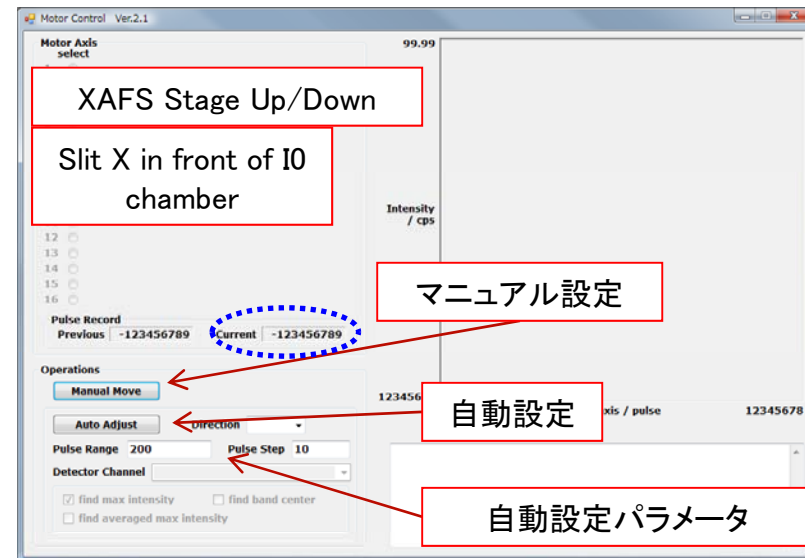 Motor Control Ver.2.1
Motor Axis
select
99.99
XAFS Stage Up/Down
Slit X in front of I0
chamber
Intensity
/ cps
12
13
14
15
16
マニュアル設定
Pulse Record
Previous -123456789 Current -123456789
Operations
Manual Move
自動設定
Auto Adjust Direction
xis / pulse 12345678
Pulse Range 200 Pulse Step 10
Detector Channel
find max intensity find band center
find averaged max intensity
自動設定パラメータ